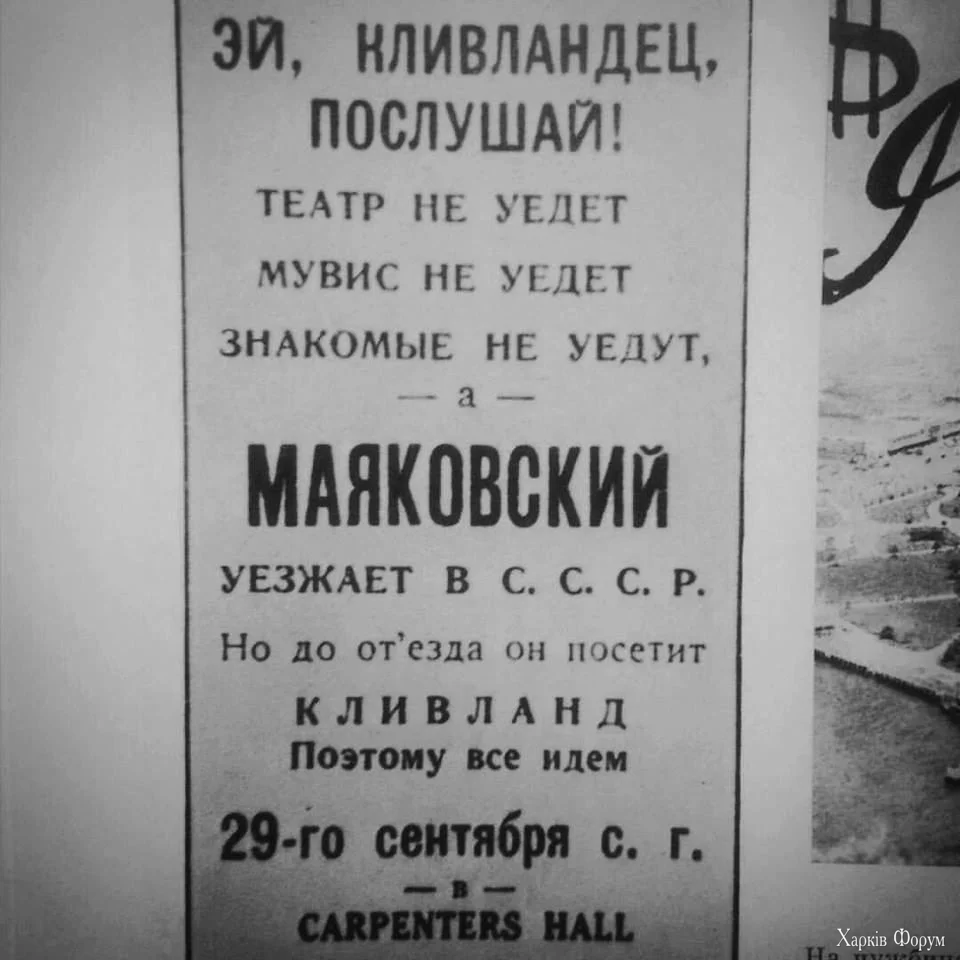 ЭЙ, КЛИВЛАНДЕЦ,
ПОСЛУШАЙ!
ТЕАТР НЕ УЕДЕТ
МУВИС НЕ УЕДЕТ
ЗНАКОМЫЕ НЕ УЕДУТ,
— а —
МАЯКОВСКИЙ
УЕЗЖАЕТ В С. С. С. Р.
Но до от'езда он посетит
КЛИВЛАНД
Поэтому все идем
29-го сентября с. г.
— в —
CARPENTERS HALL
Харків Форум
На